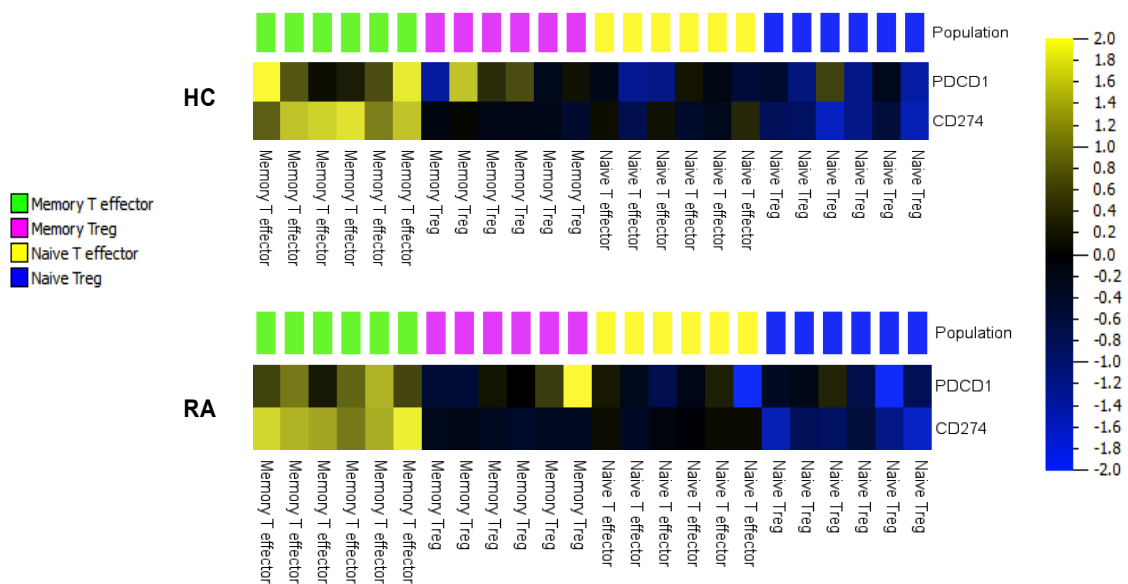 Population
HC
PDCD1
CD274
Memory T effector
Memory T effector
Memory T effector
Memory T effector
Memory T effector
Memory T effector
Memory Treg
Memory Treg
Memory Treg
Memory Treg
Memory Treg
Memory Treg
Naive T effector
Naive T effector
Naive T effector
Naive T effector
Naive T effector
Naive T effector
Naive Treg
Naive Treg
Naive Treg
Naive Treg
Naive Treg
Naive Treg
Memory T effector
Memory Treg
Naive T effector
Naive Treg
Population
RA
PDCD1
CD274
Memory T effector
Memory T effector
Memory T effector
Memory T effector
Memory T effector
Memory T effector
Memory Treg
Memory Treg
Memory Treg
Memory Treg
Memory Treg
Memory Treg
Naive T effector
Naive T effector
Naive T effector
Naive T effector
Naive T effector
Naive T effector
Naive Treg
Naive Treg
Naive Treg
Naive Treg
Naive Treg
Naive Treg
2.0
1.8
1.6
1.4
1.2
1.0
0.8
0.6
0.4
0.2
0.0
-0.2
-0.4
-0.6
-0.8
-1.0
-1.2
-1.4
-1.6
-1.8
-2.0